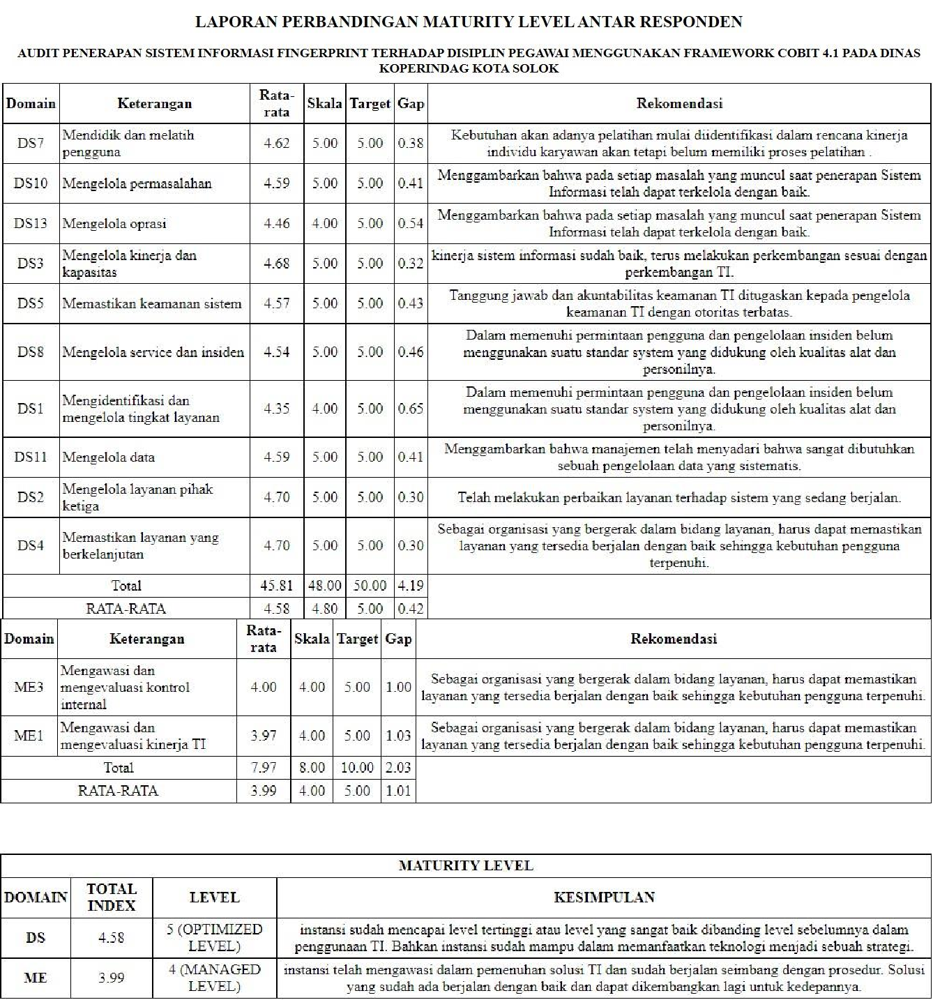 LAPORAN PERBANDINGAN MATURITY LEVEL ANTAR RESPONDEN
AUDIT PENERAPAN SISTEM INFORMASI FINGERPRINT TERHADAP DISIPLIN PEGAWAI MENGGUNAKAN FRAMEWORK COBIT 4.1 PADA DINAS
KOPERINDAG KOTA SOLOK
Domain Keterangan Rata-rata Skala Target Gap Rekomendasi
DS7 Mendidik dan melatih pengguna 4.62 5.00 5.00 0.38 Kebutuhan akan adanya pelatihan mulai diidentifikasi dalam rencana kinerja individu karyawan akan tetapi belum memiliki proses pelatihan .
DS10 Mengelola permasalahan 4.59 5.00 5.00 0.41 Menggambarkan bahwa pada setiap masalah yang muncul saat penerapan Sistem Informasi telah dapat terkelola dengan baik.
DS13 Mengelola oprasi 4.46 4.00 5.00 0.54 Menggambarkan bahwa pada setiap masalah yang muncul saat penerapan Sistem Informasi telah dapat terkelola dengan baik.
DS3 Mengelola kinerja dan kapasitas 4.68 5.00 5.00 0.32 kinerja sistem informasi sudah baik, terus melakukan perkembangan sesuai dengan perkembangan TI.
DS5 Memastikan keamanan sistem 4.57 5.00 5.00 0.43 Tanggung jawab dan akuntabilitas keamanan TI ditugaskan kepada pengelola keamanan TI dengan otoritas terbatas.
DS8 Mengelola service dan insiden 4.54 5.00 5.00 0.46 Dalam memenuhi permintaan pengguna dan pengelolaan insiden belum menggunakan suatu standar system yang didukung oleh kualitas alat dan personilnya.
DS1 Mengidentifikasi dan mengelola tingkat layanan 4.35 4.00 5.00 0.65 Dalam memenuhi permintaan pengguna dan pengelolaan insiden belum menggunakan suatu standar system yang didukung oleh kualitas alat dan personilnya.
DS11 Mengelola data 4.59 5.00 5.00 0.41 Menggambarkan bahwa manajemen telah menyadari bahwa sangat dibutuhkan sebuah pengelolaan data yang sistematis.
DS2 Mengelola layanan pihak ketiga 4.70 5.00 5.00 0.30 Telah melakukan perbaikan layanan terhadap sistem yang sedang berjalan.
DS4 Memastikan layanan yang berkelanjutan 4.70 5.00 5.00 0.30 Sebagai organisasi yang bergerak dalam bidang layanan, harus dapat memastikan layanan yang tersedia berjalan dengan baik sehingga kebutuhan pengguna terpenuhi.
Total 45.81 48.00 50.00 4.19
RATA-RATA 4.58 4.80 5.00 0.42
Domain Keterangan Rata-rata Skala Target Gap Rekomendasi
ME3 Mengawasi dan mengevaluasi kontrol internal 4.00 4.00 5.00 1.00 Sebagai organisasi yang bergerak dalam bidang layanan, harus dapat memastikan layanan yang tersedia berjalan dengan baik sehingga kebutuhan pengguna terpenuhi.
ME1 Mengawasi dan mengevaluasi kinerja TI 3.97 4.00 5.00 1.03 Sebagai organisasi yang bergerak dalam bidang layanan, harus dapat memastikan layanan yang tersedia berjalan dengan baik sehingga kebutuhan pengguna terpenuhi.
Total 7.97 8.00 10.00 2.03
RATA-RATA 3.99 4.00 5.00 1.01
MATURITY LEVEL
DOMAIN TOTAL INDEX LEVEL KESIMPULAN
DS 4.58 5 (OPTIMIZED LEVEL) instansi sudah mencapai level tertinggi atau level yang sangat baik dibanding level sebelumnya dalam penggunaan TI. Bahkan instansi sudah mampu dalam memanfaatkan teknologi menjadi sebuah strategi.
ME 3.99 4 (MANAGED LEVEL) instansi telah mengawasi dalam pemenuhan solusi TI dan sudah berjalan seimbang dengan prosedur. Solusi yang sudah ada berjalan dengan baik dan dapat dikembangkan lagi untuk kedepannya.